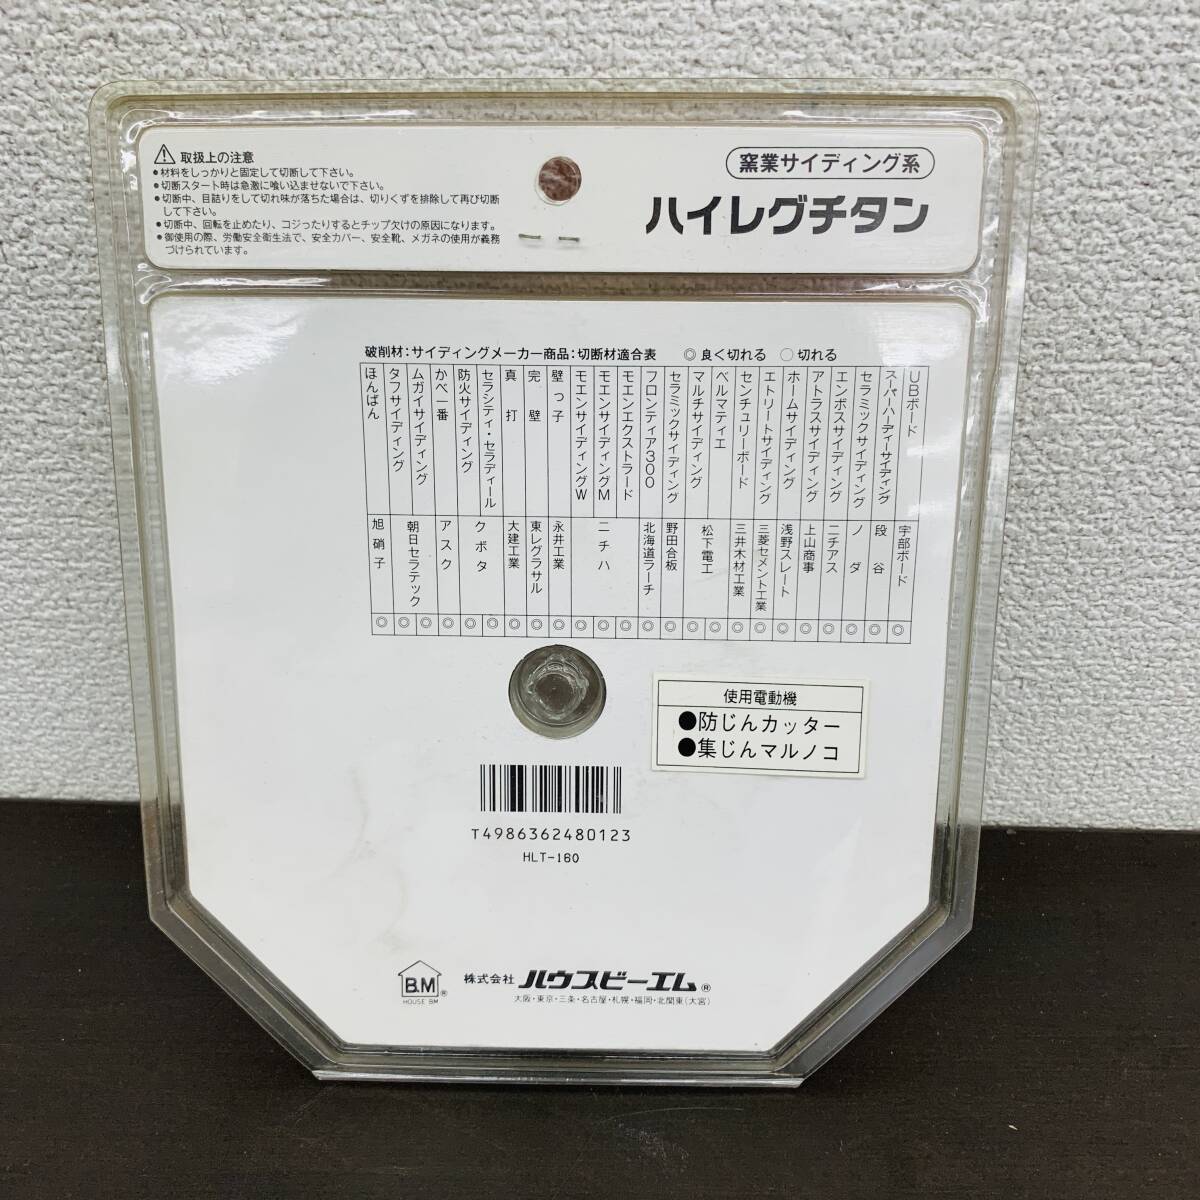 ⚠ 取扱上の注意
●材料をしっかりと固定して切断して下さい。
●切断スタート時は急激に喰い込ませないで下さい。
●切断中、目詰りをして切れ味が落ちた場合は、切りくずを排除して再び切断
して下さい。
●切断中、回転を止めたり、コジったりするとチップ欠けの原因になります。
●御使用の際、労働安全衛生法で、安全カバー、安全靴、メガネの使用が義務
づけられています。
窯業サイディング系
ハイレグチタン
破削材:サイディングメーカー商品:切断材適合表 ◎良く切れる ○切れる
UBボード
スーパーハーディーサイディング
セラミックサイディング
エンボスサイディング
アトラスサイディング
ホームサイディング
エトリートサイディング
センチュリーボード
ベルマティエ
マルチサイディング
セラミックサイディング
フロンティア300
モエンエクストラード
モエンサイディングM
モエンサイディングW
壁っ子
完壁
真打
セラシティ・セラディール
防火サイディング
かべ一番
ムガイサイディング
タフサイディング
ほんばん
宇部ボード
段谷
ノダ
ニチアス
上山商事
浅野スレート
三菱セメント工業
三井木材工業
松下電工
野田合板
北海道ラーチ
ニチハ
永井工業
東レグラサル
大建工業
クボタ
アスク
朝日セラテック
旭硝子
◎ ◎ ◎ ◎ ◎ ◎ ◎ ◎ ◎ ◎ ◎ ◎ ◎ ◎ ◎ ◎ ◎ ◎ ◎ ◎ ◎ ◎ ◎ ◎
使用電動機
●防じんカッター
●集じんマルノコ
T4986362480123
HLT-160
B.M ®
HOUSE BM
株式会社 ハウスビーエム ®
大阪・東京・三条・名古屋・札幌・福岡・北関東(大宮)